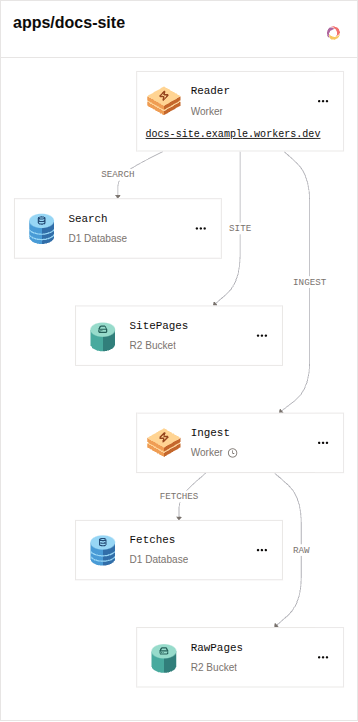 apps/docs-site
Reader
Worker
docs-site.example.workers.dev
SEARCH
Search
D1 Database
SITE
INGEST
SitePages
R2 Bucket
Ingest
Worker
FETCHES
Fetches
D1 Database
RAW
RawPages
R2 Bucket